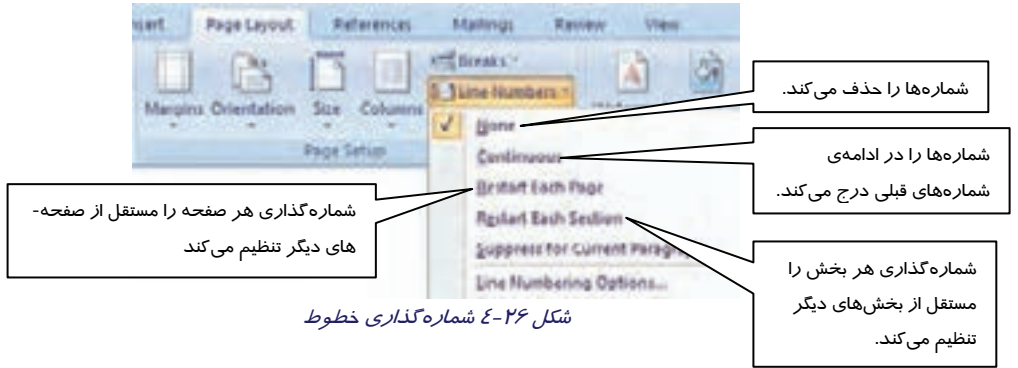 Page Layout
References
Mailings
Review
View
Margins
Orientation
Size
Columns
Breaks
Line Numbers
Page Setup
None
Continuous
Restart Each Page
Restart Each Section
Suppress for Current
Line Numbering Options...
شماره‌ها را حذف می‌کند.
شماره‌ها را در ادامه‌ی
شماره‌های قبلی درج می‌کند.
شماره‌گذاری هر صفحه را مستقل از صفحه-
های دیگر تنظیم می‌کند
شماره‌گذاری هر بخش را
مستقل از بخش‌های دیگر
تنظیم می‌کند.
شکل ۲۶-٤ شماره‌گذاری خطوط